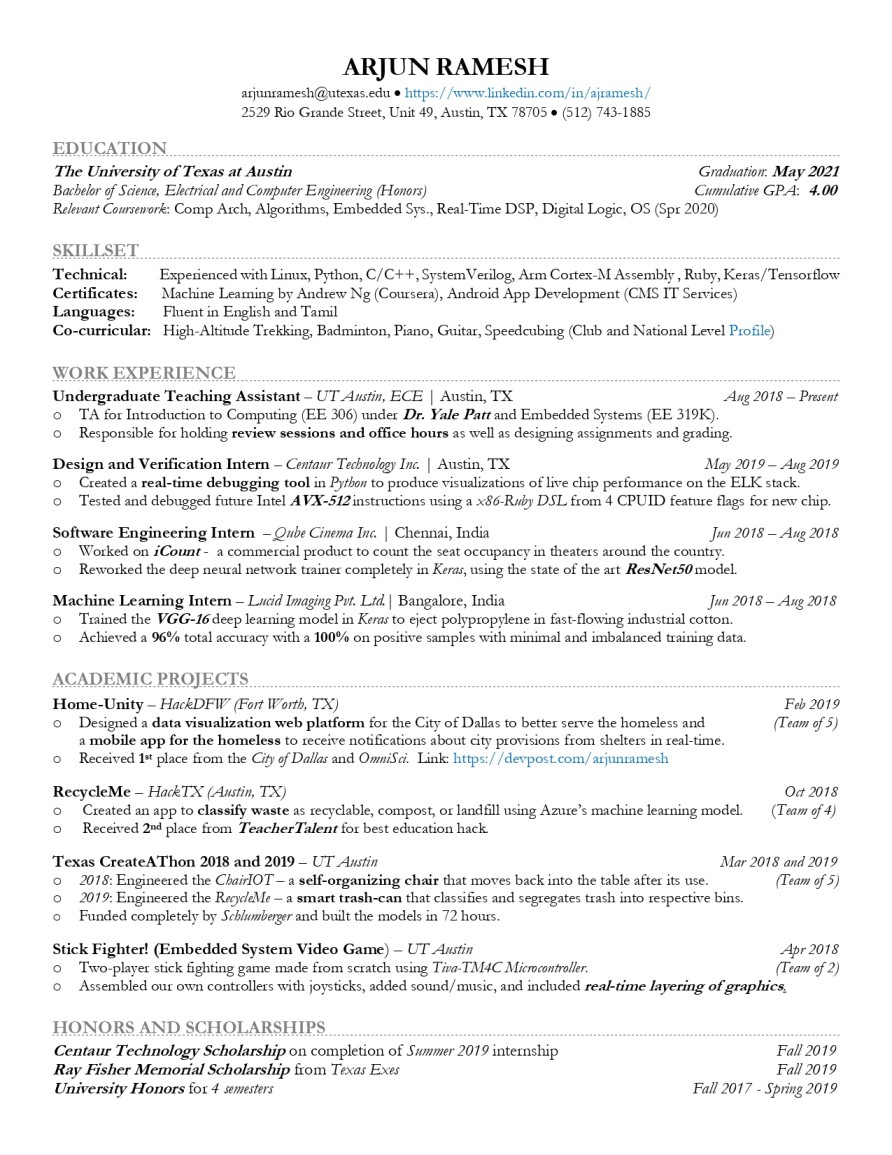 ARJUN RAMESH
arjunramesh@utexas.edu ● https://www.linkedin.com/in/ajramesh/
2529 Rio Grande Street, Unit 49, Austin, TX 78705 ● (512) 743-1885
EDUCATION
The University of Texas at Austin Graduation: May 2021
Bachelor of Science, Electrical and Computer Engineering (Honors) Cumulative GPA: 4.00
Relevant Coursework: Comp Arch, Algorithms, Embedded Sys., Real-Time DSP, Digital Logic, OS (Spr 2020)
SKILLSET
Technical: Experienced with Linux, Python, C/C++, SystemVerilog, Arm Cortex-M Assembly , Ruby, Keras/Tensorflow
Certificates: Machine Learning by Andrew Ng (Coursera), Android App Development (CMS IT Services)
Languages: Fluent in English and Tamil
Co-curricular: High-Altitude Trekking, Badminton, Piano, Guitar, Speedcubing (Club and National Level Profile)
WORK EXPERIENCE
Undergraduate Teaching Assistant – UT Austin, ECE | Austin, TX Aug 2018 – Present
o TA for Introduction to Computing (EE 306) under Dr. Yale Patt and Embedded Systems (EE 319K).
o Responsible for holding review sessions and office hours as well as designing assignments and grading.
Design and Verification Intern – Centaur Technology Inc. | Austin, TX May 2019 – Aug 2019
o Created a real-time debugging tool in Python to produce visualizations of live chip performance on the ELK stack.
o Tested and debugged future Intel AVX-512 instructions using a x86-Ruby DSL from 4 CPUID feature flags for new chip.
Software Engineering Intern – Qube Cinema Inc. | Chennai, India Jun 2018 – Aug 2018
o Worked on iCount - a commercial product to count the seat occupancy in theaters around the country.
o Reworked the deep neural network trainer completely in Keras, using the state of the art ResNet50 model.
Machine Learning Intern – Lucid Imaging Pvt. Ltd. | Bangalore, India Jun 2018 – Aug 2018
o Trained the VGG-16 deep learning model in Keras to eject polypropylene in fast-flowing industrial cotton.
o Achieved a 96% total accuracy with a 100% on positive samples with minimal and imbalanced training data.
ACADEMIC PROJECTS
Home-Unity – HackDFW (Fort Worth, TX) Feb 2019
o Designed a data visualization web platform for the City of Dallas to better serve the homeless and (Team of 5)
a mobile app for the homeless to receive notifications about city provisions from shelters in real-time.
o Received 1st place from the City of Dallas and OmniSci. Link: https://devpost.com/arjunramesh
RecycleMe – HackTX (Austin, TX) Oct 2018
o Created an app to classify waste as recyclable, compost, or landfill using Azure’s machine learning model. (Team of 4)
o Received 2nd place from TeacherTalent for best education hack.
Texas CreateAThon 2018 and 2019 – UT Austin Mar 2018 and 2019
o 2018: Engineered the ChairIOT – a self-organizing chair that moves back into the table after its use. (Team of 5)
o 2019: Engineered the RecycleMe – a smart trash-can that classifies and segregates trash into respective bins.
o Funded completely by Schlumberger and built the models in 72 hours.
Stick Fighter! (Embedded System Video Game) – UT Austin Apr 2018
o Two-player stick fighting game made from scratch using Tiva-TM4C Microcontroller. (Team of 2)
o Assembled our own controllers with joysticks, added sound/music, and included real-time layering of graphics.
HONORS AND SCHOLARSHIPS
Centaur Technology Scholarship on completion of Summer 2019 internship Fall 2019
Ray Fisher Memorial Scholarship from Texas Exes Fall 2019
University Honors for 4 semesters Fall 2017 - Spring 2019